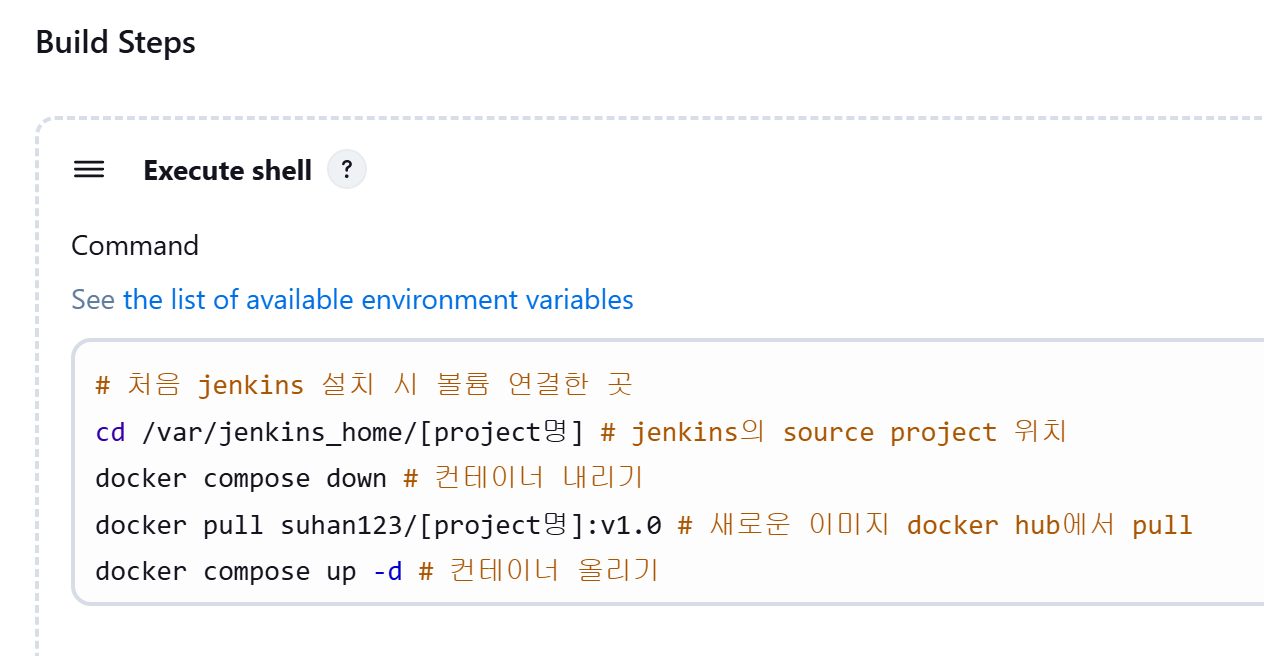 Build Steps
Execute shell ?
Command
See the list of available environment variables
# 처음 jenkins 설치 시 볼륨 연결한 곳
cd /var/jenkins_home/[project명] # jenkins의 source project 위치
docker compose down # 컨테이너 내리기
docker pull suhan123/[project명]:v1.0 # 새로운 이미지 docker hub에서 pull
docker compose up -d # 컨테이너 올리기